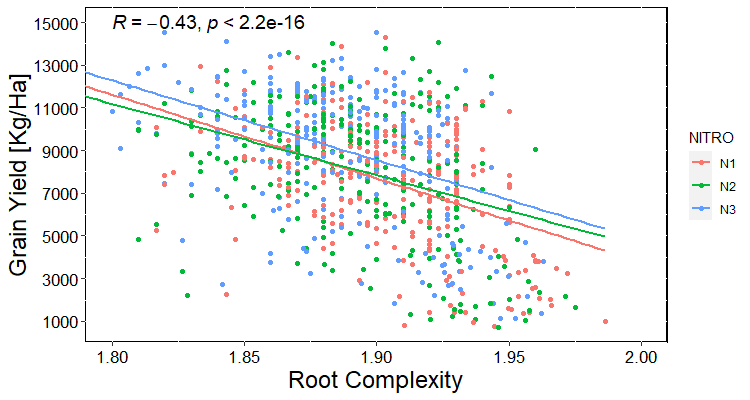 R = −0.43, p < 2.2e-16
15000
13000
11000
9000
7000
5000
3000
1000
Grain Yield [Kg/Ha]
1.80 1.85 1.90 1.95 2.00
Root Complexity
NITRO
N1
N2
N3